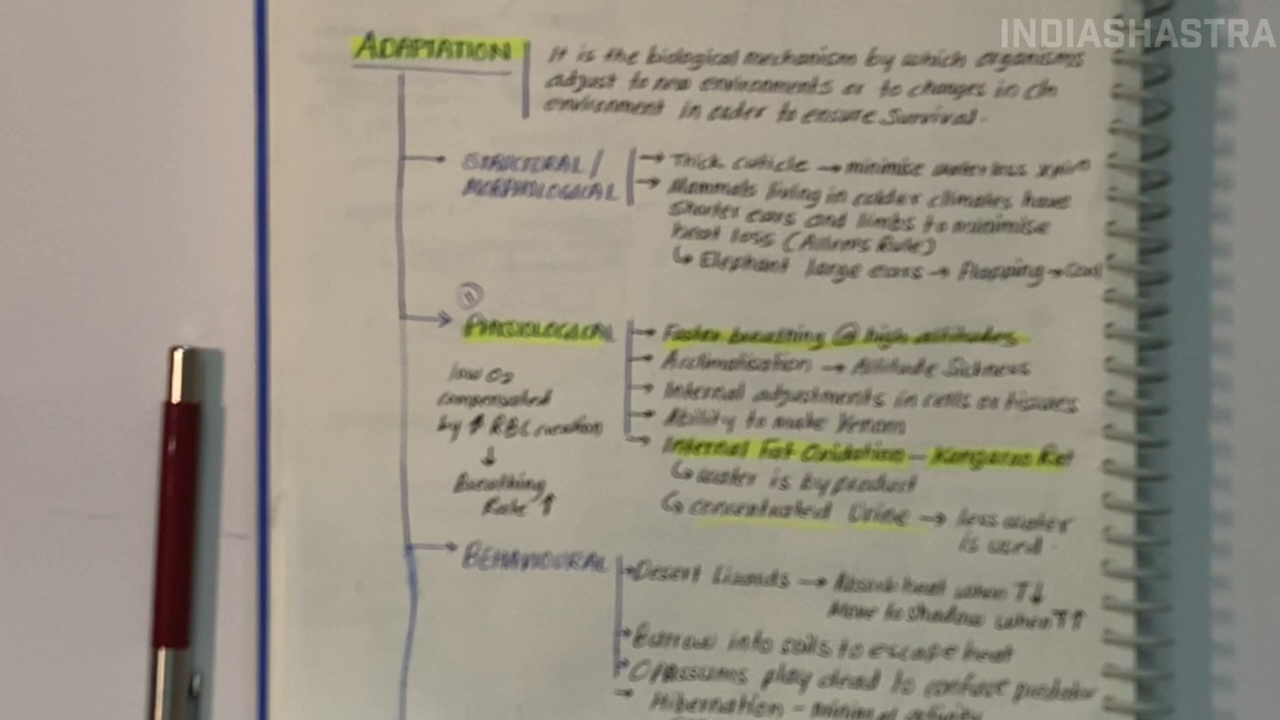 INDIASHASTRA
ADAPTATION
It is the biological mechanism by which organisms
adjust to new environments or to changes in
environment in order to ensure Survival.
STRUCTURAL/
MORPHOLOGICAL
→ Thick cuticle → minimise water loss
→ Mammals living in colder climates have
shorter ears and limbs to minimise
heat loss (Allens Rule)
↳ Elephant large ears → Flapping → Cool
①
PHYSIOLOGICAL
→ Faster breathing @ high altitudes
→ Acclimatisation → Altitude Sickness
→ Internal adjustments in cells or tissues
→ Ability to make Venom
→ Internal Fat Oxidation - Kangaroo Rat
↳ water is byproduct
↳ concentrated Urine → less water
is used.
low O2
compensated
by ↑ RBC creation
↓
Breathing
Rate ↑
BEHAVIOURAL
→ Desert Lizards → Absorb heat when T↓
Move to shadow when T↑
→ Burrow into soils to escape heat
→ Opossums play dead to confuse predator
→ Hibernation - minimal activity